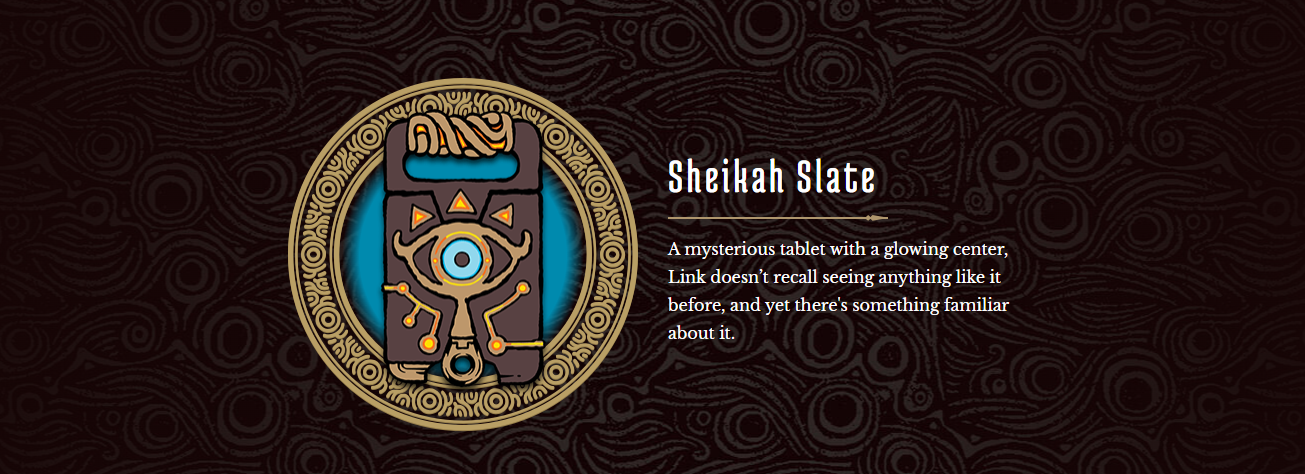 Sheikah Slate
A mysterious tablet with a glowing center,
Link doesn’t recall seeing anything like it
before, and yet there's something familiar
about it.